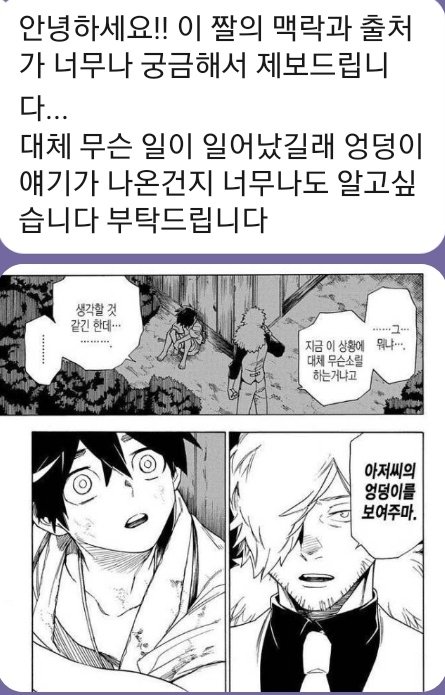 안녕하세요!! 이 짤의 맥락과 출처
가 너무나 궁금해서 제보드립니
다...
대체 무슨 일이 일어났길래 엉덩이
얘기가 나온건지 너무나도 알고싶
습니다 부탁드립니다
……그…
뭐냐….
지금 이 상황에
대체 무슨소릴
하는거냐고
생각할 것
같긴 한데…
………….
………
아저씨의
엉덩이를
보여주마.